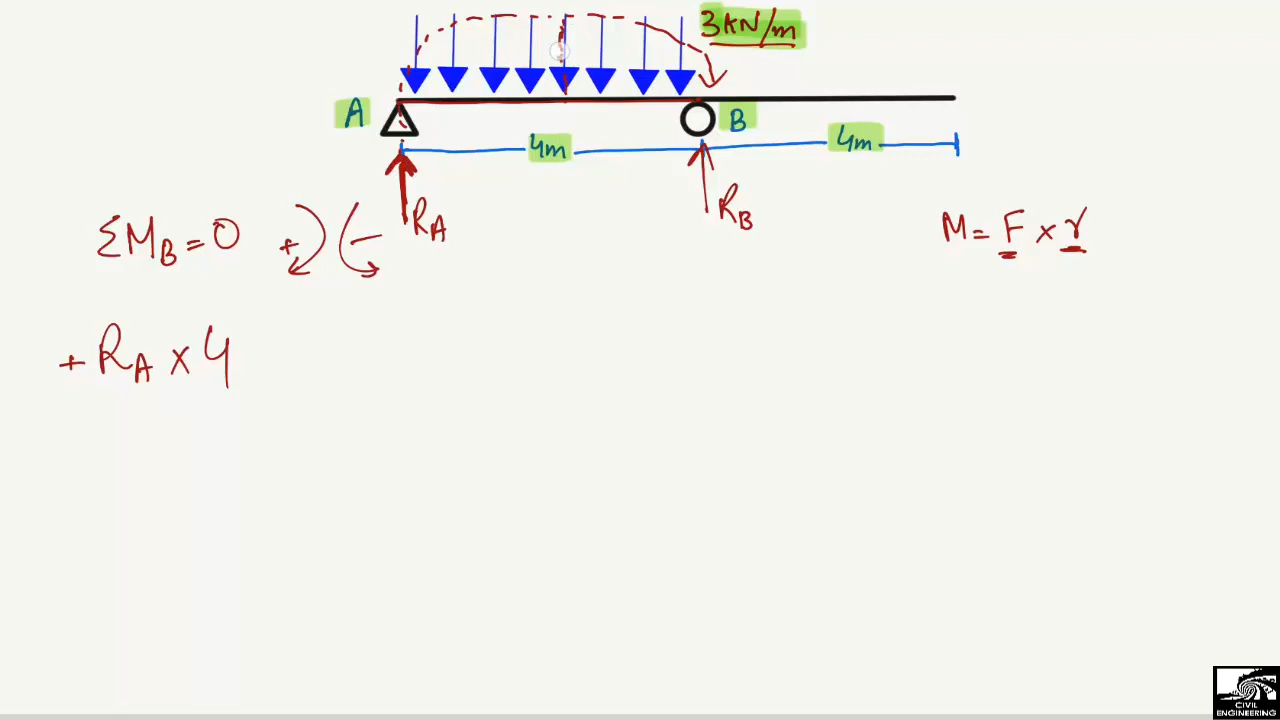 3kN/m
A
B
4m
4m
RA
RB
ΣMB = 0 + −
M = F × r
+ RA × 4
CIVIL
ENGINEERING